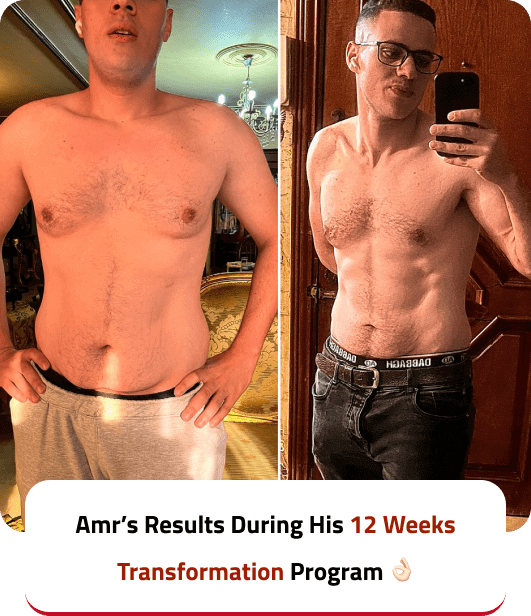 Amr’s Results During His 12 Weeks
Transformation Program 👌🏻